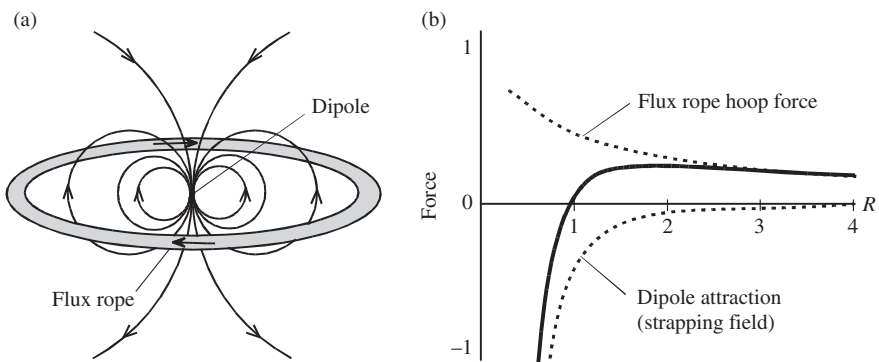 (a)
Dipole
Flux rope
(b)
1
Flux rope hoop force
Force
0
1
2
3
4
R
Dipole attraction
(strapping field)
–1